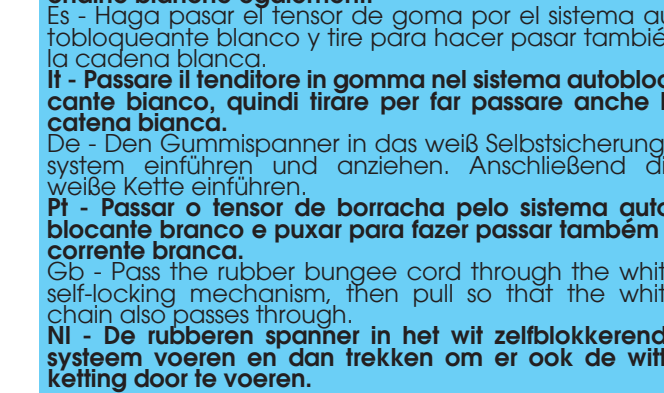 chaîne blanche également.
Es - Haga pasar el tensor de goma por el sistema au
tobloqueante blanco y tire para hacer pasar tambié
la cadena blanca.
It - Passare il tenditore in gomma nel sistema autobloc
cante bianco, quindi tirare per far passare anche l
catena bianca.
De - Den Gummispanner in das weiß Selbstsicherung
system einführen und anziehen. Anschließend di
weiße Kette einführen.
Pt - Passar o tensor de borracha pelo sistema auto
blocante branco e puxar para fazer passar também
corrente branca.
Gb - Pass the rubber bungee cord through the whit
self-locking mechanism, then pull so that the whit
chain also passes through.
Nl - De rubberen spanner in het wit zelfblokkerend
systeem voeren en dan trekken om er ook de witt
ketting door te voeren.